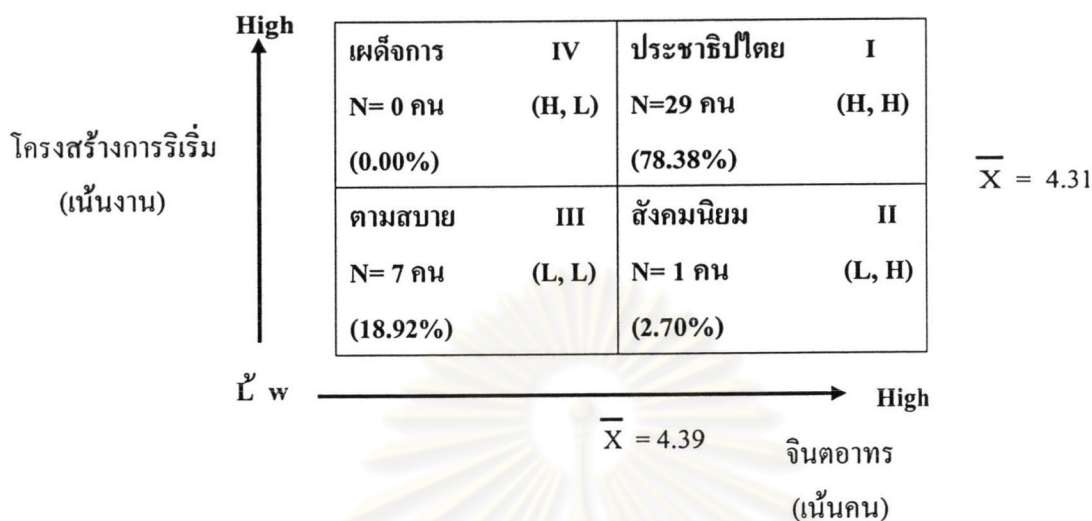 High
เผด็จการ IV
N= 0 คน (H, L)
(0.00%)
ประชาธิปไตย I
N=29 คน (H, H)
(78.38%)
โครงสร้างการริเริ่ม
(เน้นงาน)
X = 4.31
ตามสบาย III
N= 7 คน (L, L)
(18.92%)
สังคมนิยม II
N= 1 คน (L, H)
(2.70%)
L w
High
X = 4.39
จินตอาทร
(เน้นคน)